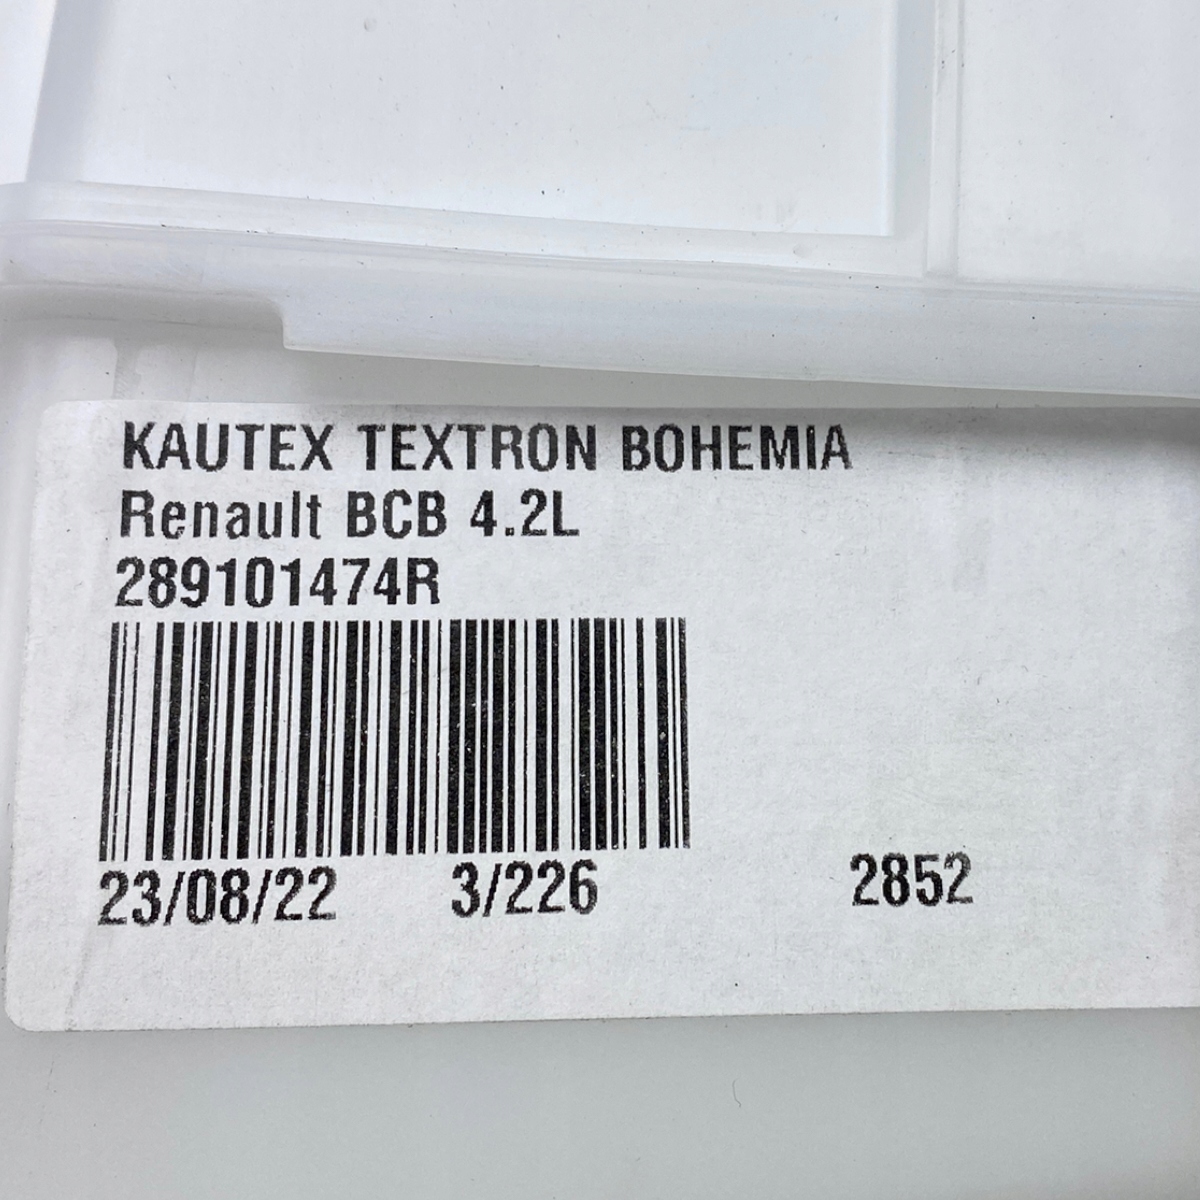 KAUTEX TEXTRON BOHEMIA
Renault BCB 4.2L
289101474R
23/08/22 3/226 2852